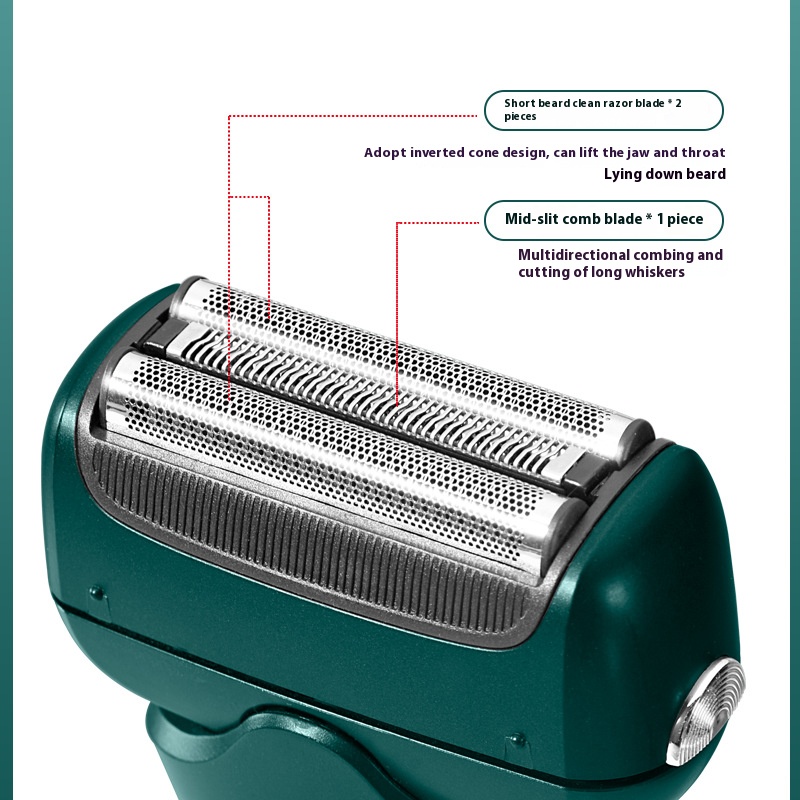 Short beard clean razor blade * 2
pieces
Adopt inverted cone design, can lift the jaw and throat
Lying down beard
Mid-slit comb blade * 1 piece
Multidirectional combing and
cutting of long whiskers